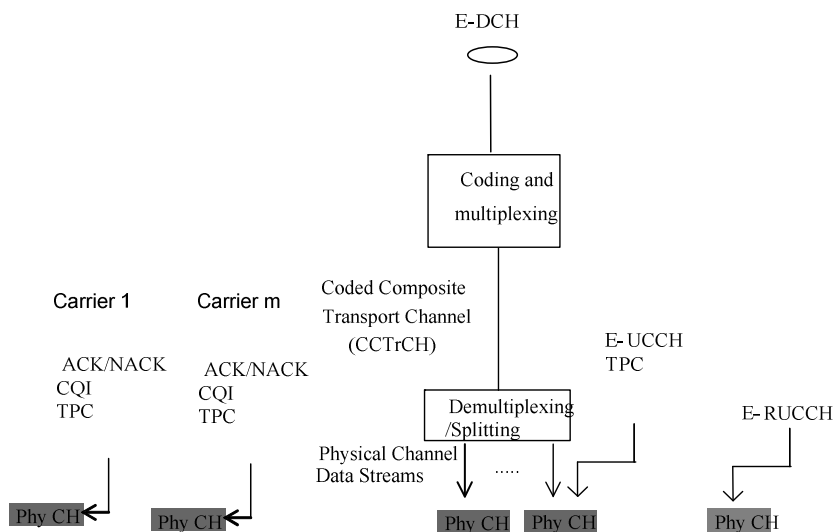 E-DCH
Coding and
multiplexing
Carrier 1
Carrier m
Coded Composite
Transport Channel
(CCTrCH)
ACK/NACK
CQI
TPC
ACK/NACK
CQI
TPC
E-UCCH
TPC
Demultiplexing
/Splitting
E-RUCCH
Physical Channel
Data Streams
.....
Phy CH
Phy CH
Phy CH
Phy CH
Phy CH